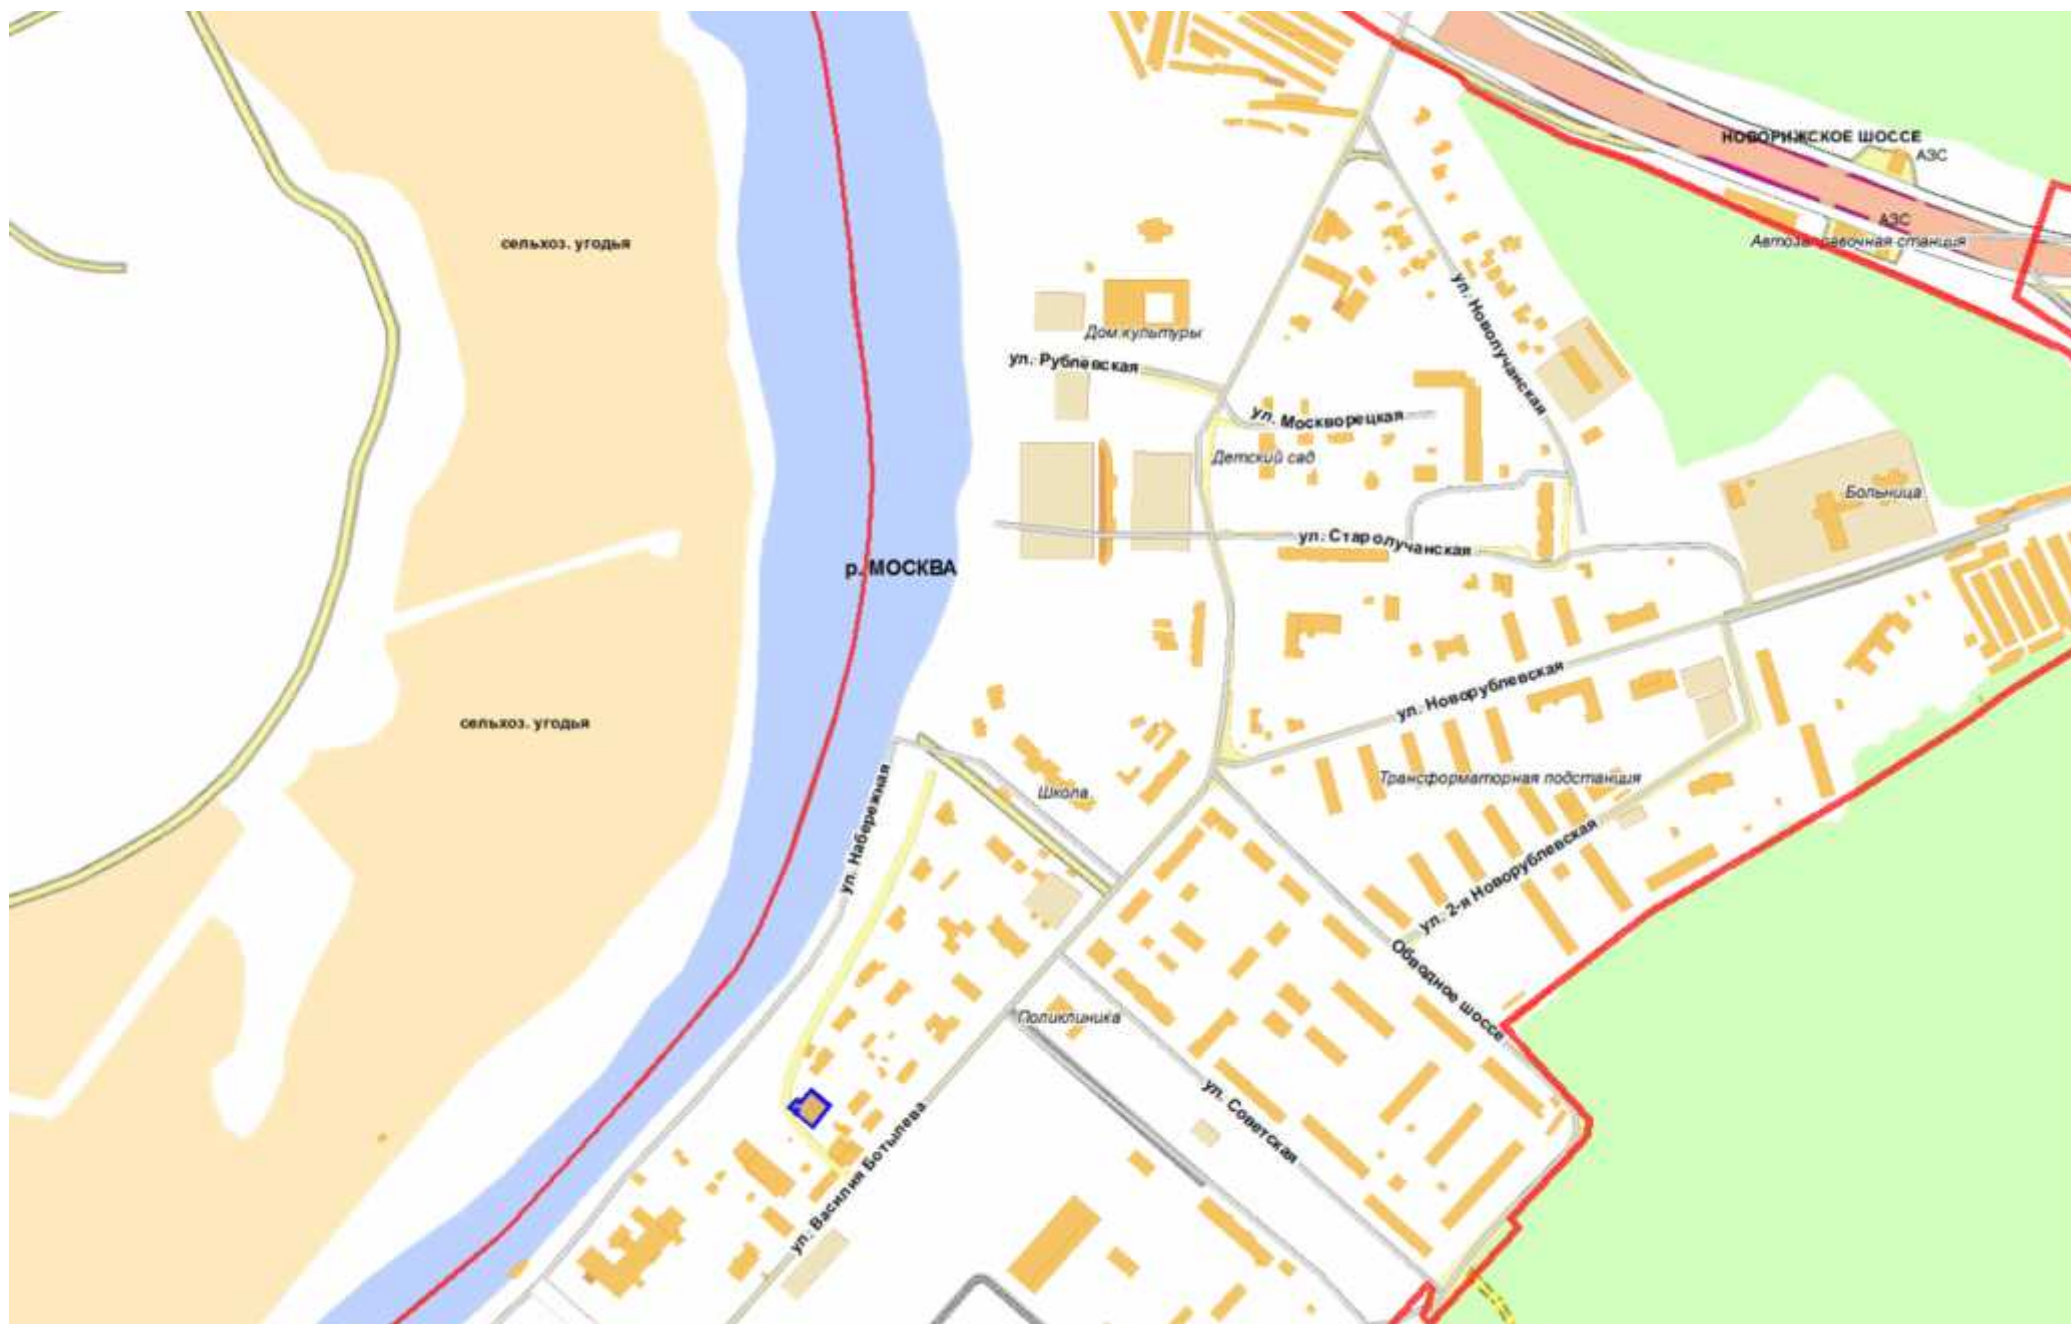 НОВОРИЖСКОЕ ШОССЕ
АЗС
АЗС
Автозаправочная станция
сельхоз. угодья
ул. Новолучанская
Дом культуры
ул. Рублевская
ул. Москворецкая
Детский сад
Больница
ул. Старолучанская
р. МОСКВА
ул. Новорублевская
сельхоз. угодья
Трансформаторная подстанция
Школа
ул. Набережная
ул. 2-я Новорублевская
Обводное шоссе
Поликлиника
ул. Советская
ул. Василия Ботылева